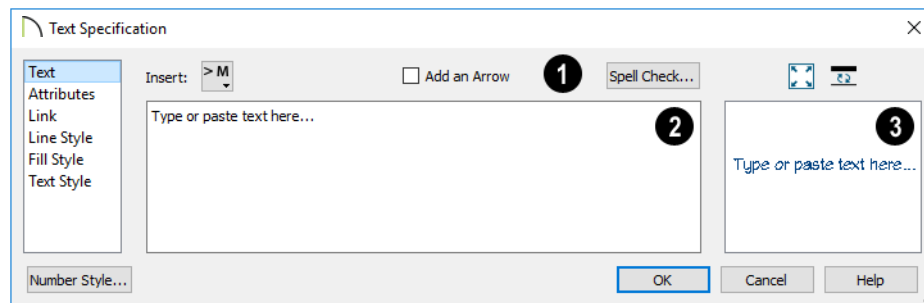 Text Specification
Text
Attributes
Link
Line Style
Fill Style
Text Style
Insert: > M
Add an Arrow
1
Spell Check...
Type or paste text here...
2
3
Type or paste text here...
Number Style...
OK
Cancel
Help